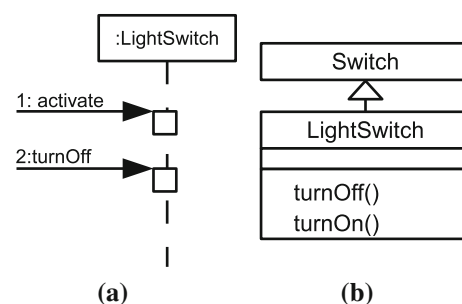 :LightSwitch
1: activate
2:turnOff
(a)
Switch
LightSwitch
turnOff()
turnOn()
(b)